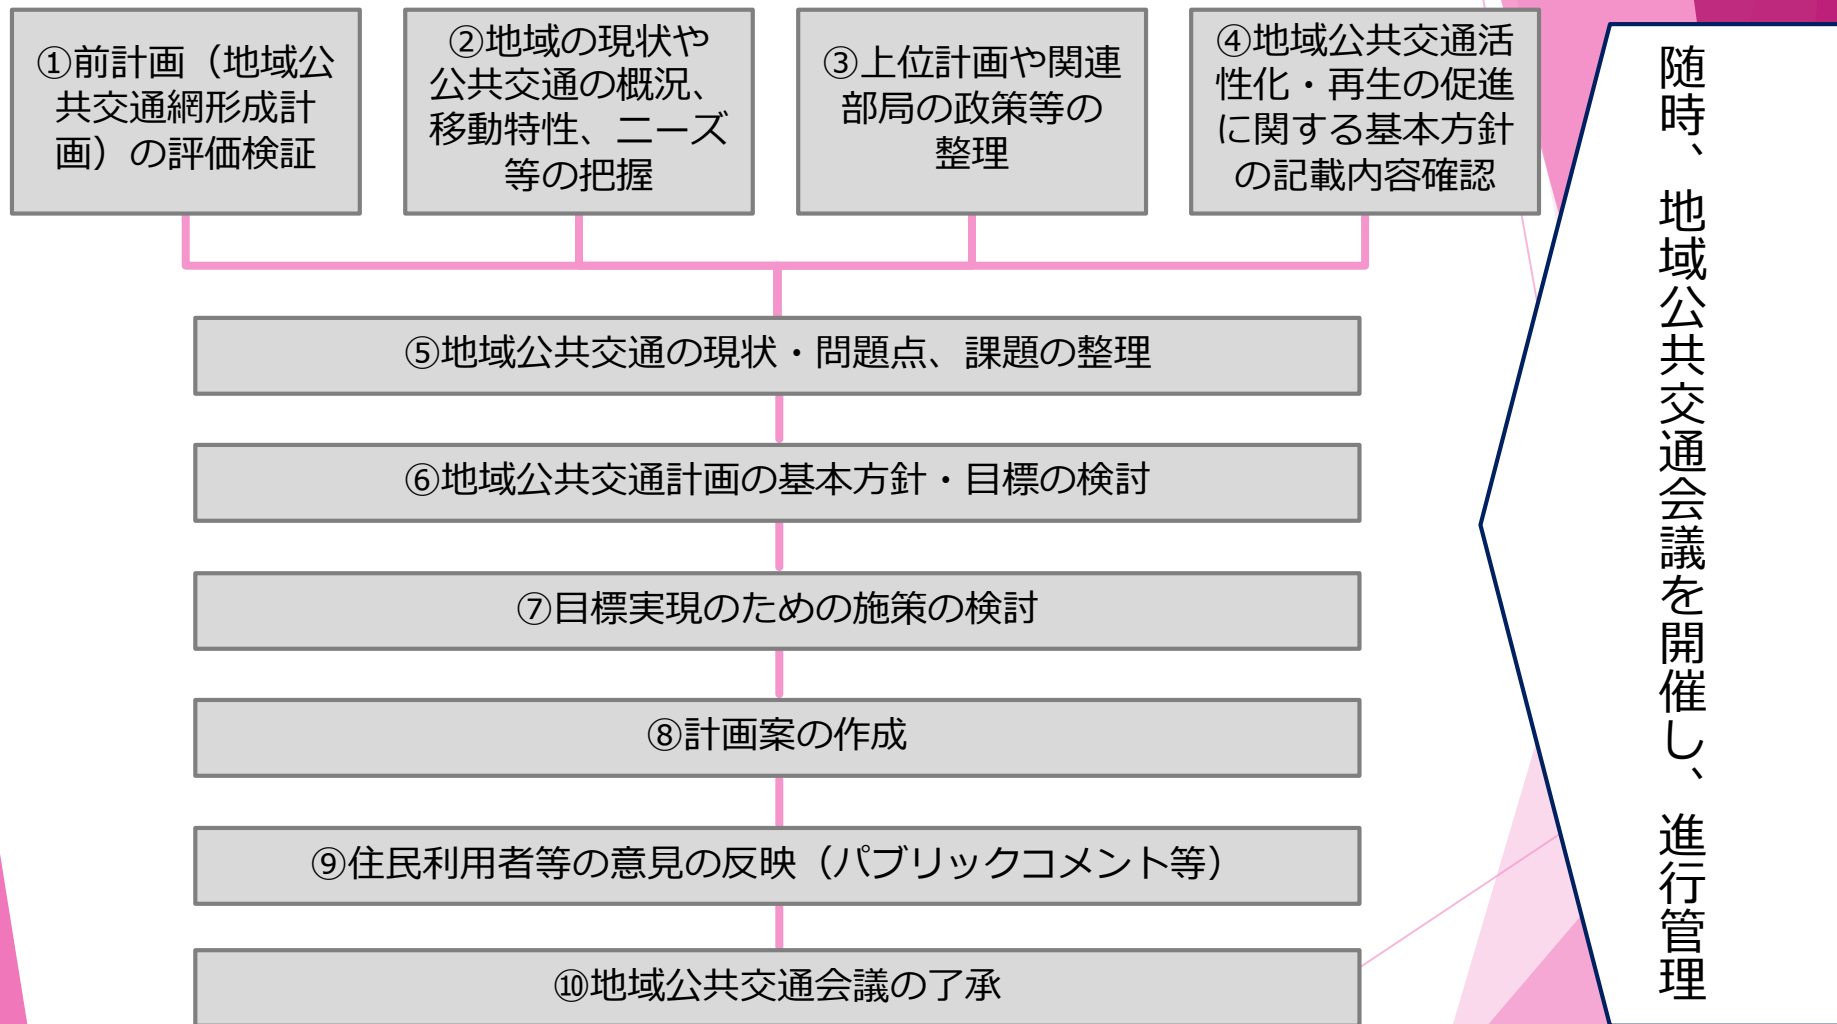 ①前計画（地域公
共交通網形成計
画）の評価検証
②地域の現状や
公共交通の概況、
移動特性、ニーズ
等の把握
③上位計画や関連
部局の政策等の
整理
④地域公共交通活
性化・再生の促進
に関する基本方針
の記載内容確認
⑤地域公共交通の現状・問題点、課題の整理
⑥地域公共交通計画の基本方針・目標の検討
⑦目標実現のための施策の検討
⑧計画案の作成
⑨住民利用者等の意見の反映（パブリックコメント等）
⑩地域公共交通会議の了承
随時、地域公共交通会議を開催し、進行管理